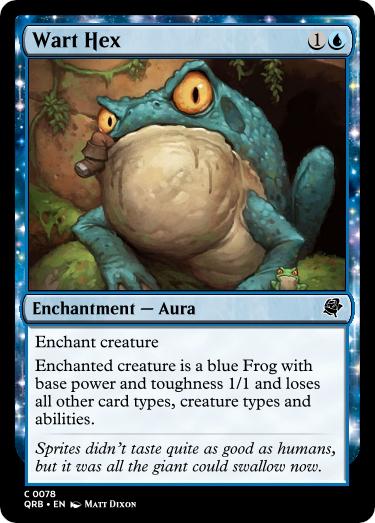 Wart Hex 1
Enchantment — Aura
Enchant creature
Enchanted creature is a blue Frog with
base power and toughness 1/1 and loses
all other card types, creature types and
abilities.
Sprites didn't taste quite as good as humans,
but it was all the giant could swallow now.
C 0078
QRB • EN Matt Dixon